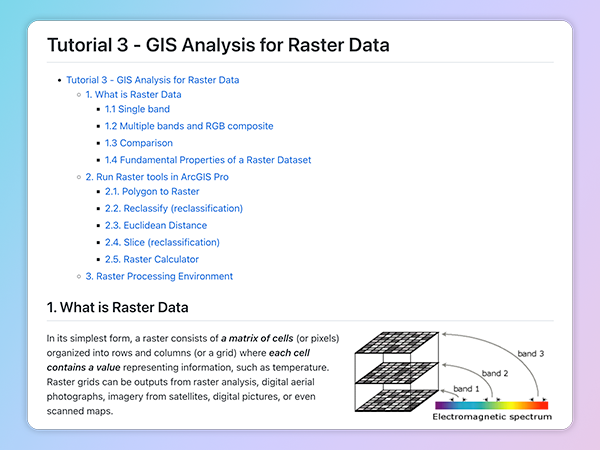 Tutorial 3 - GIS Analysis for Raster Data
Tutorial 3 - GIS Analysis for Raster Data
1. What is Raster Data
1.1 Single band
1.2 Multiple bands and RGB composite
1.3 Comparison
1.4 Fundamental Properties of a Raster Dataset
2. Run Raster tools in ArcGIS Pro
2.1. Polygon to Raster
2.2. Reclassify (reclassification)
2.3. Euclidean Distance
2.4. Slice (reclassification)
2.5. Raster Calculator
3. Raster Processing Environment
1. What is Raster Data
In its simplest form, a raster consists of a matrix of cells (or pixels)
organized into rows and columns (or a grid) where each cell
contains a value representing information, such as temperature.
Raster grids can be outputs from raster analysis, digital aerial
photographs, imagery from satellites, digital pictures, or even
scanned maps.
band 3
band 2
band 1
Electromagnetic spectrum